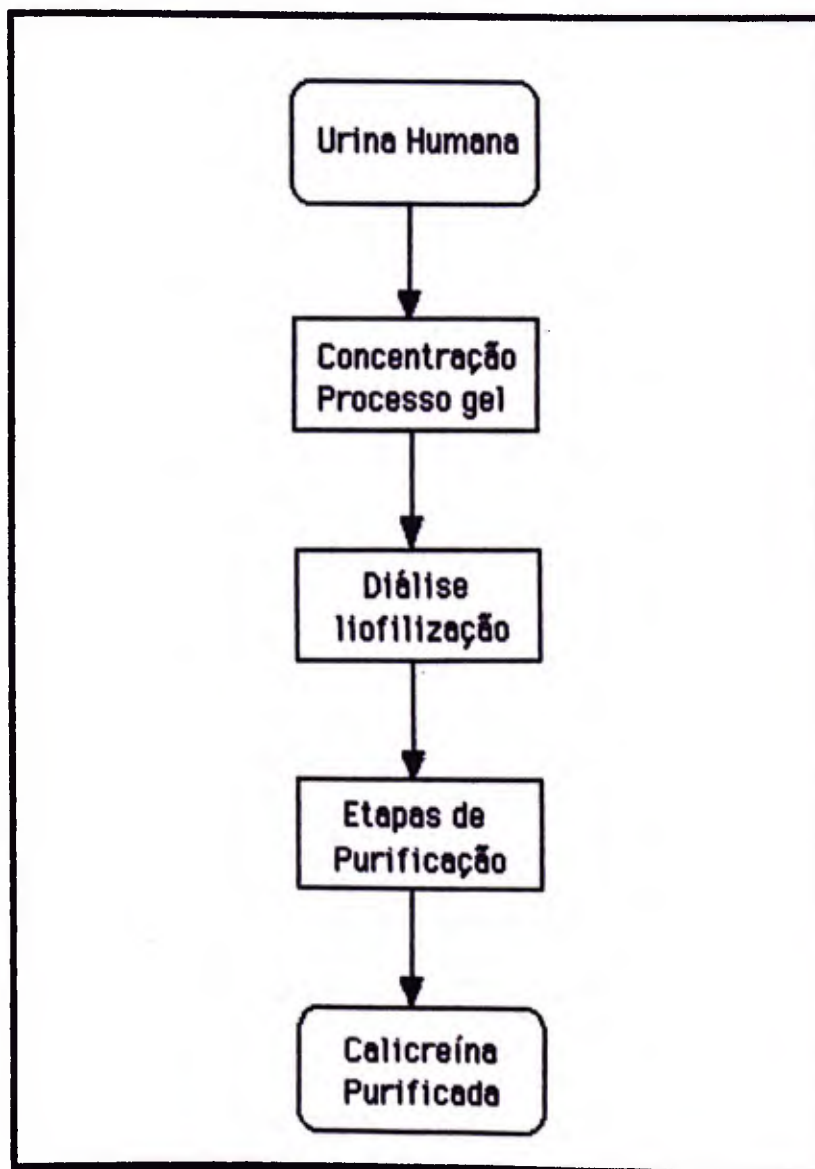 Urina Humana
Concentração
Processo gel
Diálise
liofilização
Etapas de
Purificação
Calicreína
Purificada